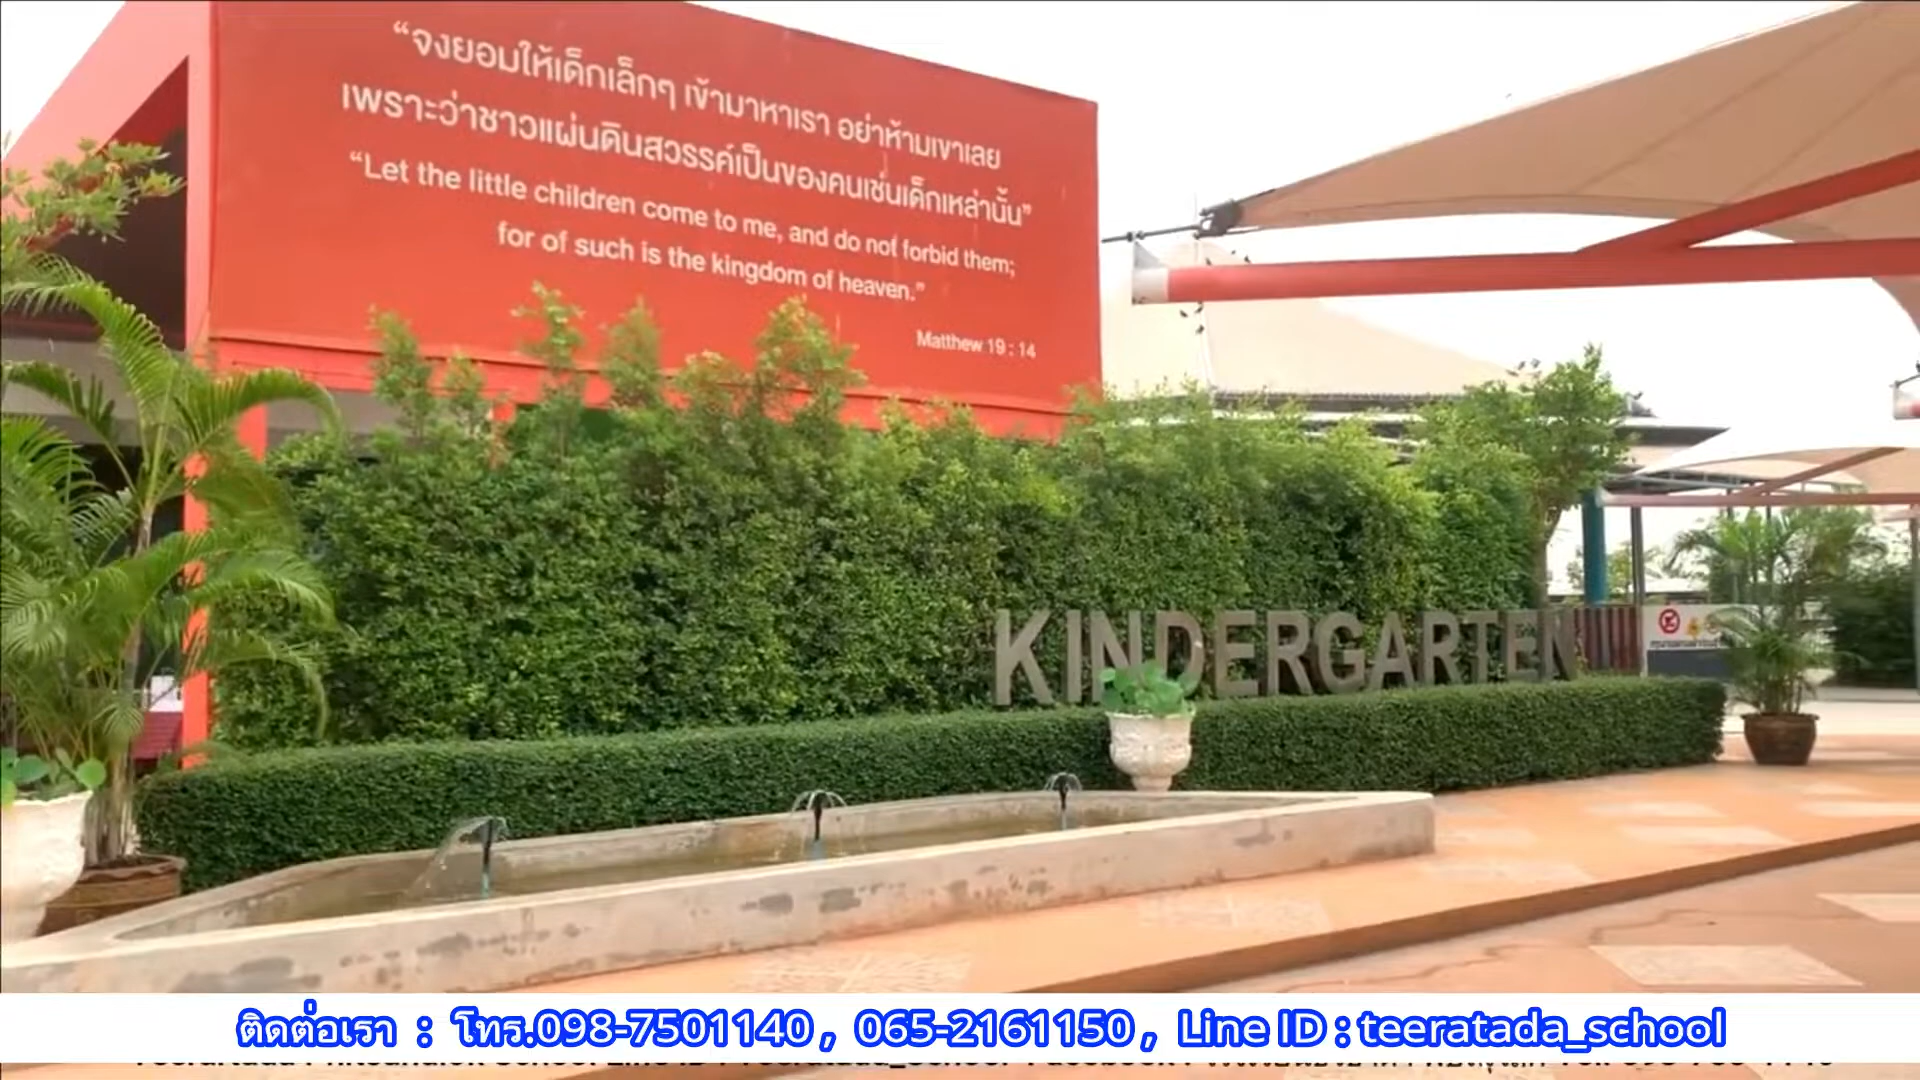 “จงยอมให้เด็กเล็กๆ เข้ามาหาเรา อย่าห้ามเขาเลย
เพราะว่าชาวแผ่นดินสวรรค์เป็นของคนเช่นเด็กเหล่านั้น”
“Let the little children come to me, and do not forbid them;
for of such is the kingdom of heaven.”
Matthew 19 : 14
KINDERGARTEN
ติดต่อเรา : โทร.098-7501140 , 065-2161150 , Line ID : teeratada_school